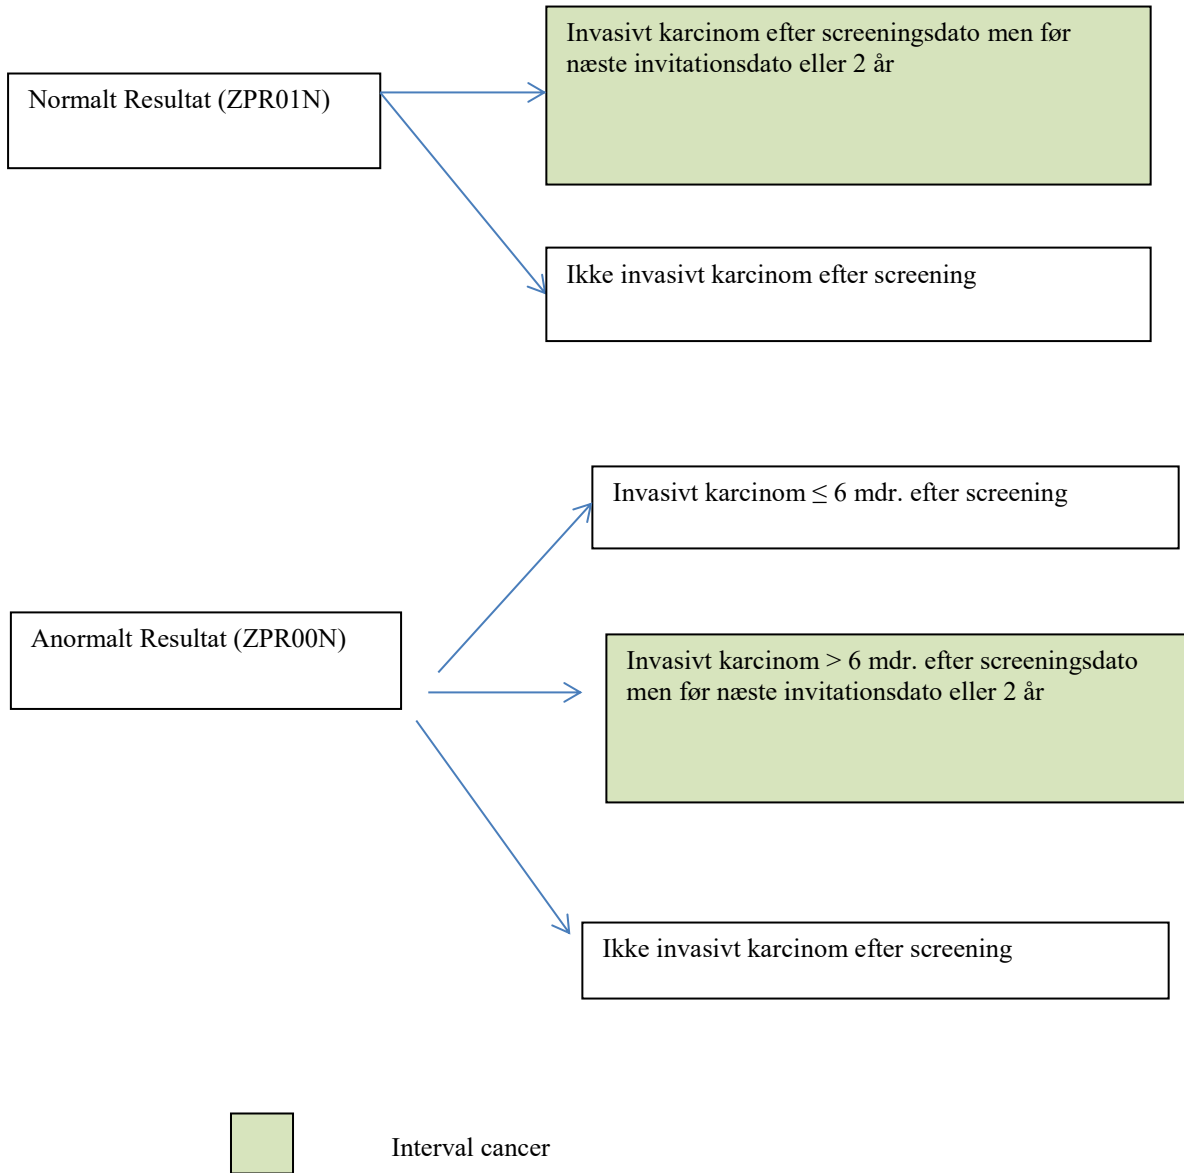 Invasivt karcinom efter screeningsdato men før
næste invitationsdato eller 2 år
Normalt Resultat (ZPR01N)
Ikke invasivt karcinom efter screening
Invasivt karcinom ≤ 6 mdr. efter screening
Anormalt Resultat (ZPR00N)
Invasivt karcinom > 6 mdr. efter screeningsdato
men før næste invitationsdato eller 2 år
Ikke invasivt karcinom efter screening
Interval cancer